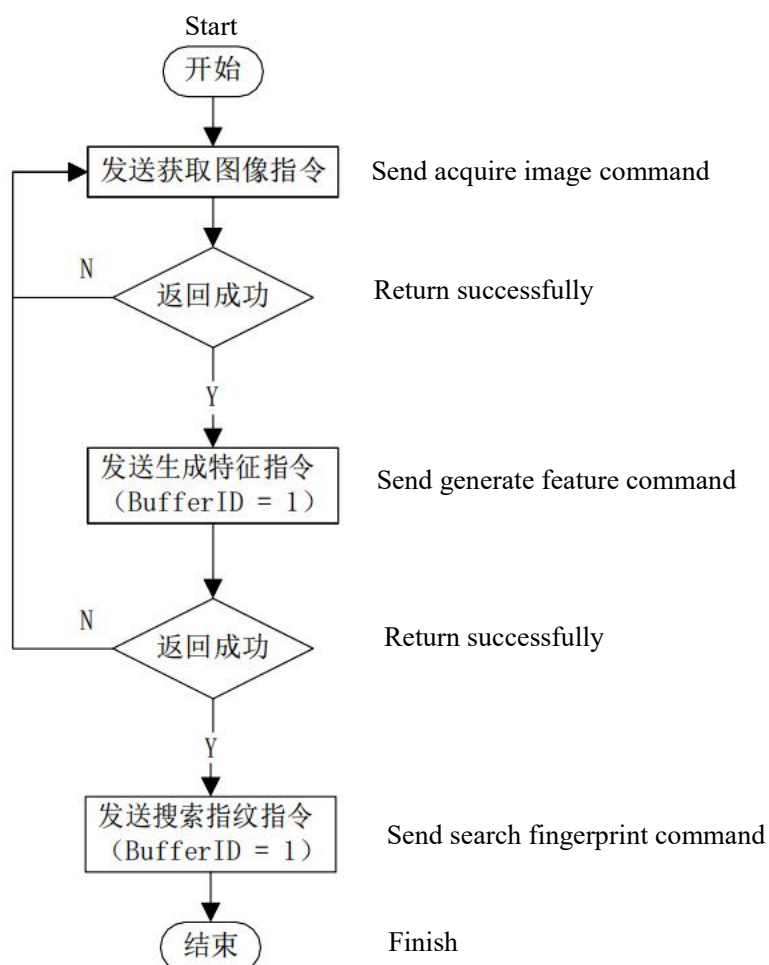 Start
开始
发送获取图像指令
Send acquire image command
N
返回成功
Return successfully
Y
发送生成特征指令
（BufferID = 1）
Send generate feature command
N
返回成功
Return successfully
Y
发送搜索指纹指令
（BufferID = 1）
Send search fingerprint command
结束
Finish